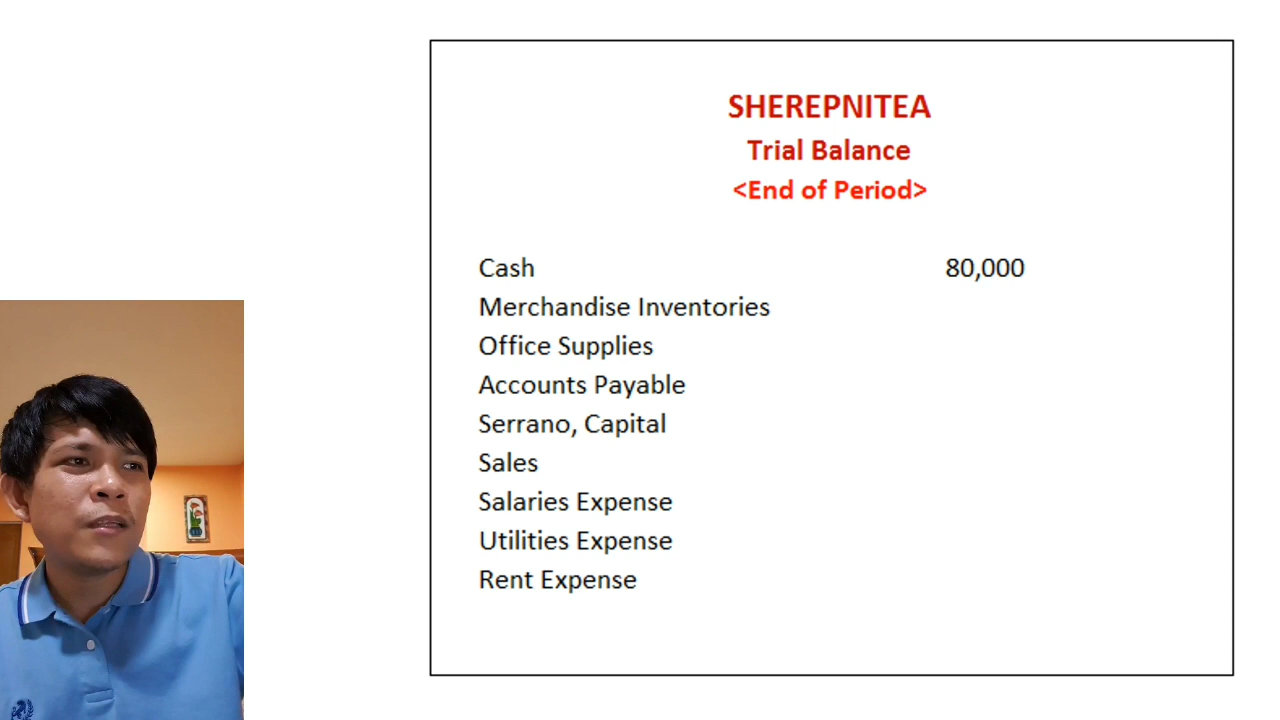 SHEREPNITEA
Trial Balance
<End of Period>
Cash 80,000
Merchandise Inventories
Office Supplies
Accounts Payable
Serrano, Capital
Sales
Salaries Expense
Utilities Expense
Rent Expense